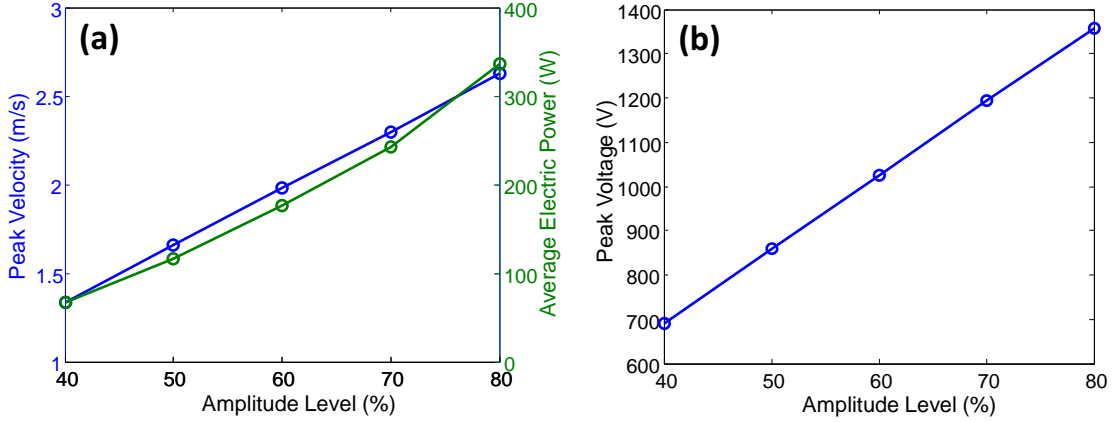 (a)
3
2.5
2
1.5
1
Peak Velocity (m/s)
400
300
200
100
0
Average Electric Power (W)
40 50 60 70 80
Amplitude Level (%)
(b)
1400
1300
1200
1100
1000
900
800
700
600
Peak Voltage (V)
40 50 60 70 80
Amplitude Level (%)